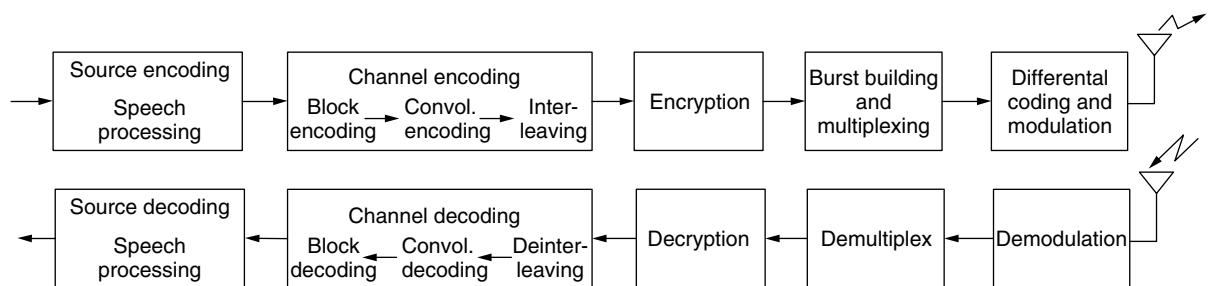 Source encoding
Speech
processing
Channel encoding
Block
encoding
Convol.
encoding
Inter-
leaving
Encryption
Burst building
and
multiplexing
Differental
coding and
modulation
Source decoding
Speech
processing
Channel decoding
Block
decoding
Convol.
decoding
Deinter-
leaving
Decryption
Demultiplex
Demodulation